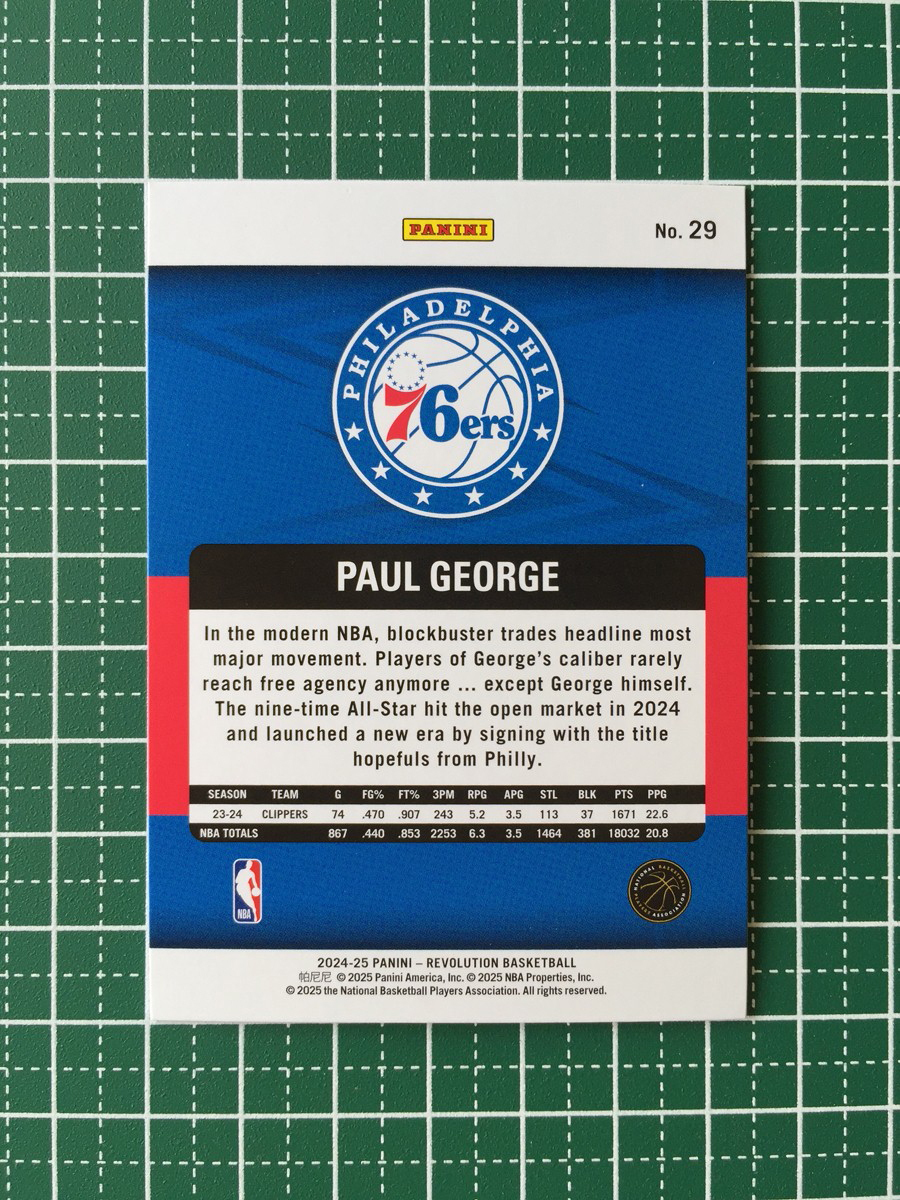 PANINI
No. 29
PHILADELPHIA
76ers
PAUL GEORGE
In the modern NBA, blockbuster trades headline most
major movement. Players of George's caliber rarely
reach free agency anymore ... except George himself.
The nine-time All-Star hit the open market in 2024
and launched a new era by signing with the title
hopefuls from Philly.
SEASON TEAM G FG% FT% 3PM RPG APG STL BLK PTS PPG
23-24 CLIPPERS 74 .470 .907 243 5.2 3.5 113 37 1671 22.6
NBA TOTALS 867 .440 .853 2253 6.3 3.5 1464 381 18032 20.8
NBA
NATIONAL BASKETBALL
PLAYERS ASSOCIATION
2024-25 PANINI – REVOLUTION BASKETBALL
帕尼尼 © 2025 Panini America, Inc. © 2025 NBA Properties, Inc.
© 2025 the National Basketball Players Association. All rights reserved.